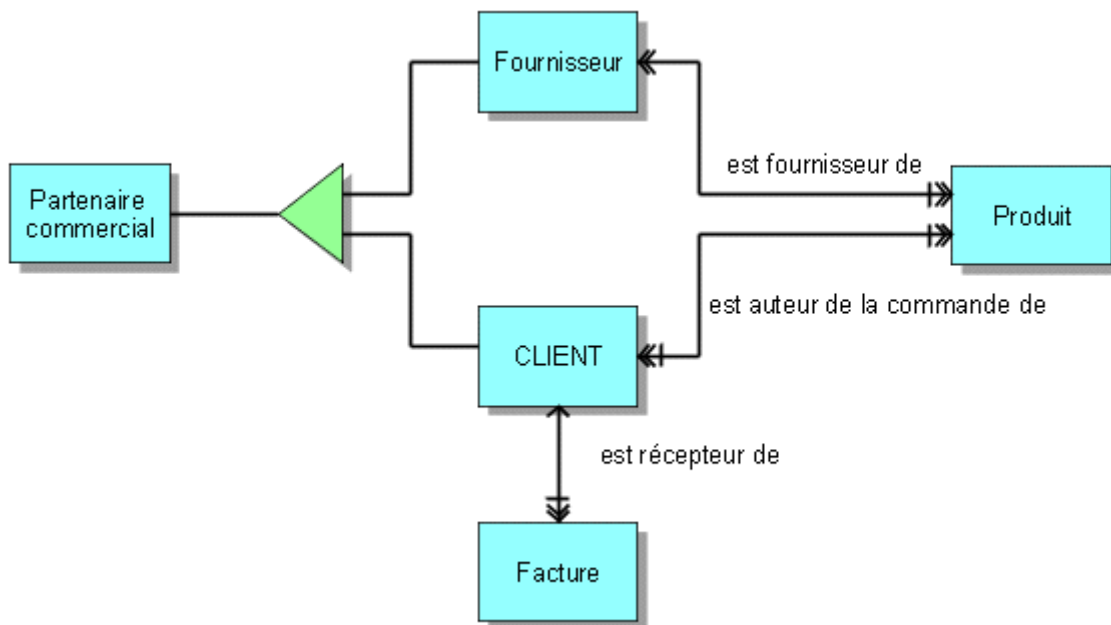 Fournisseur
est fournisseur de
Partenaire
commercial
Produit
est auteur de la commande de
CLIENT
est récepteur de
Facture